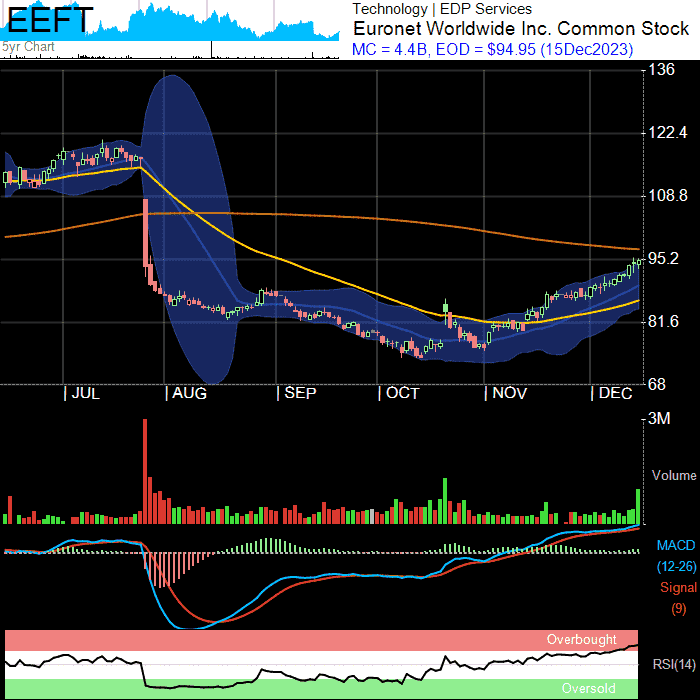 EEFT
5yr Chart
Technology | EDP Services
Euronet Worldwide Inc. Common Stock
MC = 4.4B, EOD = $94.95 (15Dec2023)
136
122.4
108.8
95.2
81.6
68
| JUL | AUG | SEP | OCT | NOV | DEC
3M
Volume
MACD
(12-26)
Signal
(9)
Overbought
RSI(14)
Oversold